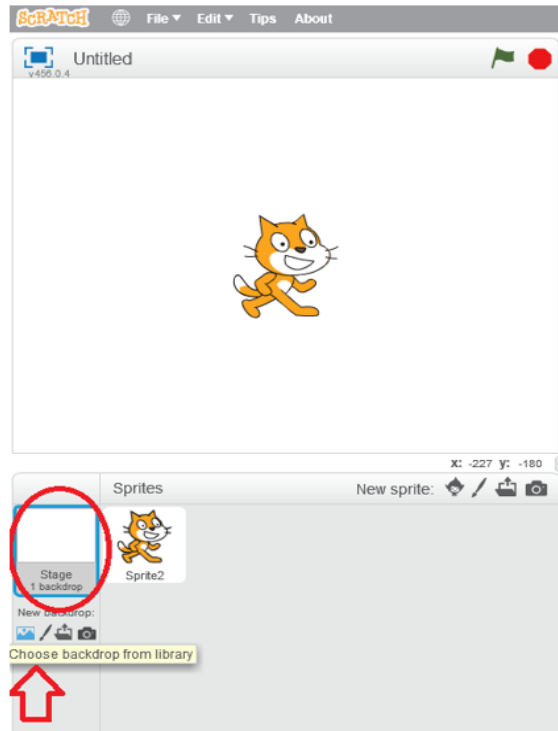 SCRATCH File Edit Tips About
Untitled
v456.0.4
x: -227 y: -180
Sprites New sprite:
Stage
1 backdrop
Sprite2
New backdrop:
Choose backdrop from library